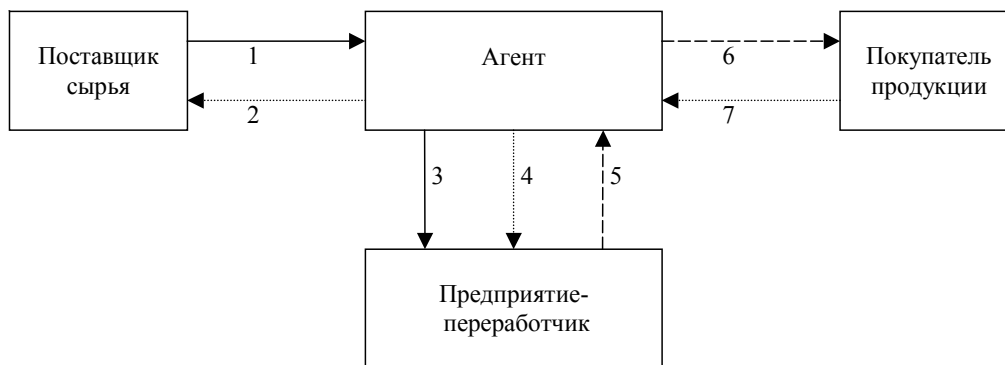 Поставщик
сырья
1
2
Агент
6
7
Покупатель
продукции
3
4
5
Предприятие-
переработчик